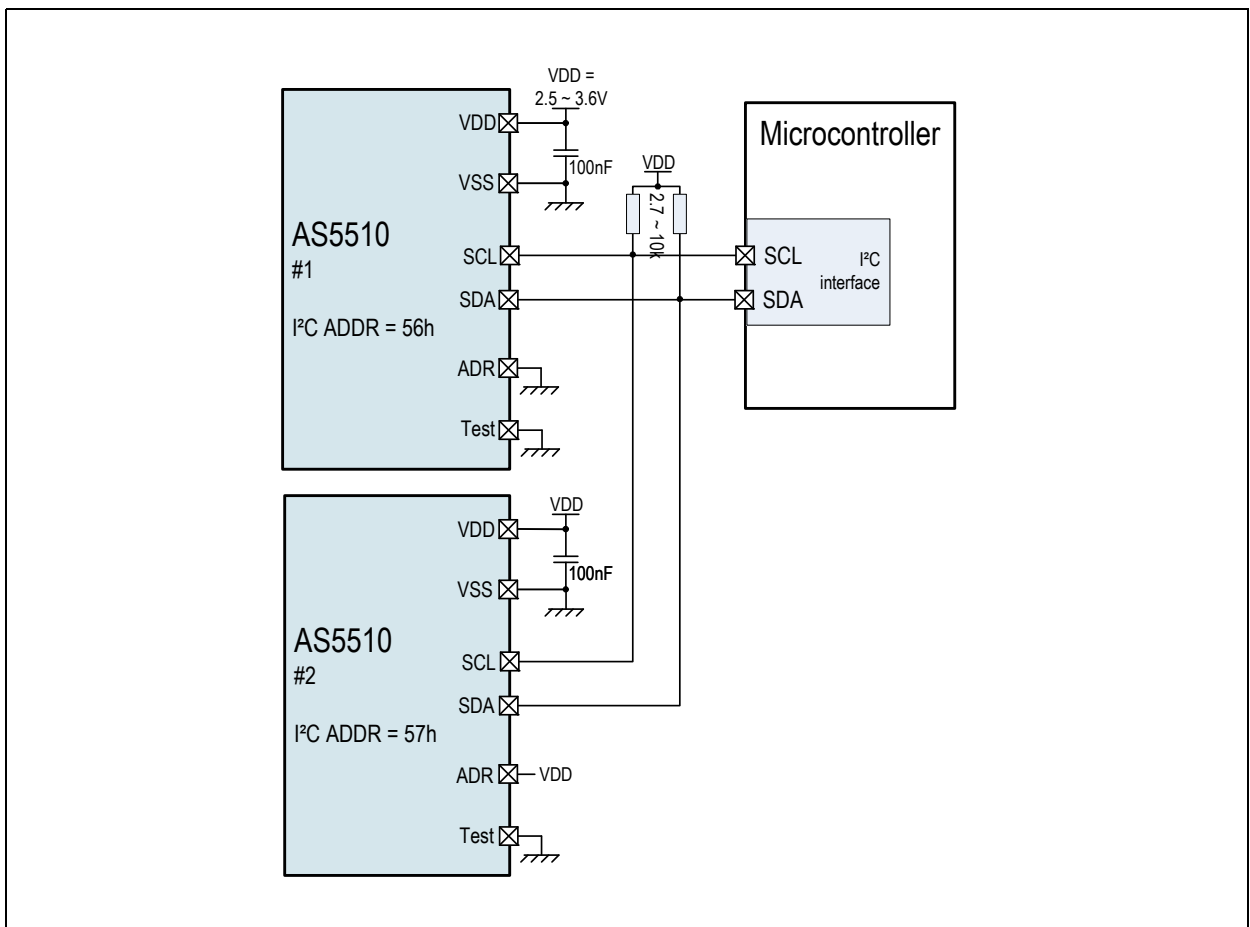 VDD =
2.5 ~ 3.6V
VDD
100nF
VSS
AS5510
#1
SCL
SDA
I²C ADDR = 56h
ADR
Test
VDD
2.7 ~ 10k
Microcontroller
SCL
I²C
interface
SDA
VDD
VDD
100nF
VSS
AS5510
#2
SCL
SDA
I²C ADDR = 57h
ADR
VDD
Test